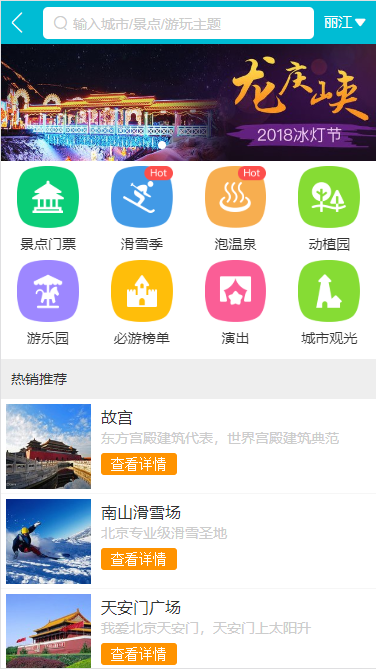 输入城市/景点/游玩主题
丽江
龙庆峡
2018冰灯节
Hot
Hot
景点门票
滑雪季
泡温泉
动植园
游乐园
必游榜单
演出
城市观光
热销推荐
故宫
东方宫殿建筑代表，世界宫殿建筑典范
查看详情
南山滑雪场
北京专业级滑雪圣地
查看详情
天安门广场
我爱北京天安门，天安门上太阳升
查看详情